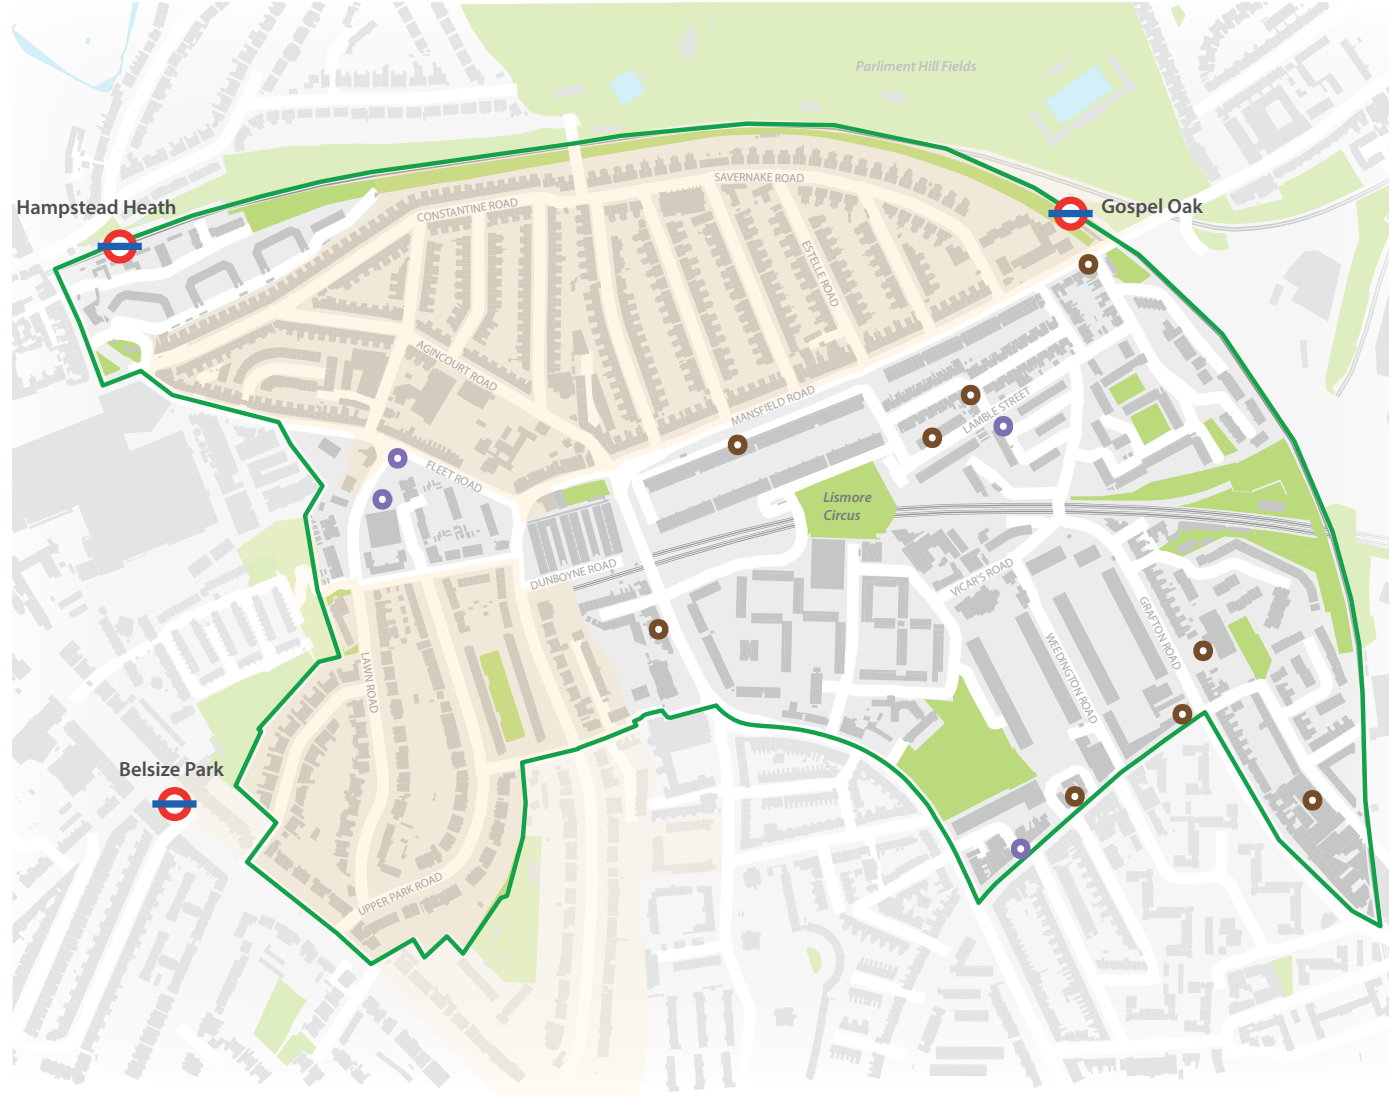 Parliment Hill Fields
SAVERNAKE ROAD
Hampstead Heath
CONSTANTINE ROAD
Gospel Oak
ESTELLE ROAD
AGINCOURT ROAD
MANSFIELD ROAD
LAMBLE STREET
FLEET ROAD
Lismore
Circus
DUNBOYNE ROAD
VICAR'S ROAD
GRAFTON ROAD
WEEDINGTON ROAD
LAWN ROAD
Belsize Park
UPPER PARK ROAD